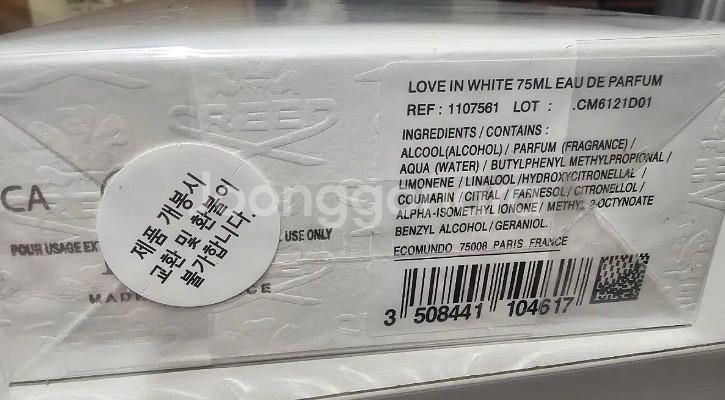 CREED
LOVE IN WHITE 75ML EAU DE PARFUM
REF : 1107561 LOT : .CM6121D01
INGREDIENTS / CONTAINS :
ALCOOL(ALCOHOL) / PARFUM (FRAGRANCE) /
AQUA (WATER) / BUTYLPHENYL METHYLPROPIONAL /
LIMONENE / LINALOOL /HYDROXYCITRONELLAL /
COUMARIN / CITRAL / FARNESOL / CITRONELLOL /
ALPHA-ISOMETHYL IONONE / METHYL 2-OCTYNOATE
BENZYL ALCOHOL / GERANIOL.
ECOMUNDO 75008 PARIS FRANCE
3 508441 104617
CA
POUR USAGE EX
USE ONLY
제품 개봉시
교환 및 환불이
불가합니다.